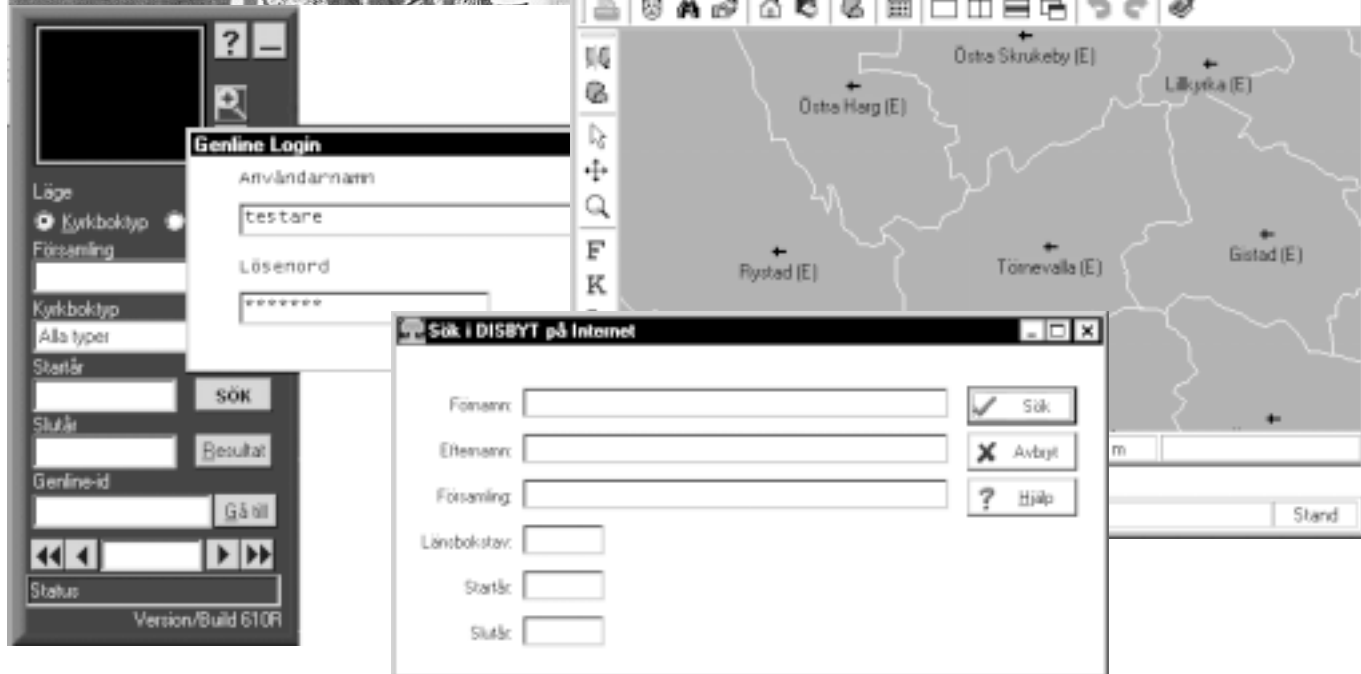 ?
Läge
Kyrkboktyp
Församling
Kyrkboktyp
Alla typer
Startår
SÖK
Slutår
Resultat
Genline-id
Gå till
Status
Version/Build 610R
Genline Login
Användarnamn
testare
Lösenord
*******
F
K
Östra Skrukeby (E)
Lillkyrka (E)
Östra Harg (E)
Rystad (E)
Törnevalla (E)
Gistad (E)
m
Stand
Sök i DISBYT på Internet
Förnamn:
Sök
Efternamn:
Avbryt
Församling:
? Hjälp
Länsbokstav:
Startår:
Slutår: